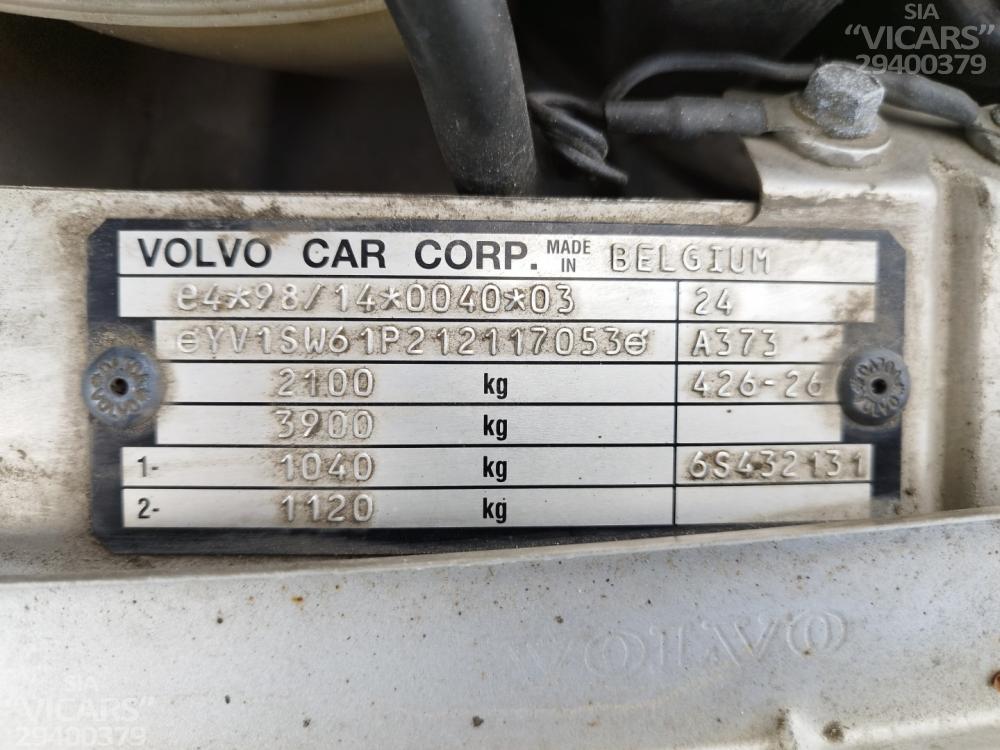 SIA
"VICARS"
29400379
VOLVO CAR CORP. MADE IN BELGIUM
e4*98/14*0040*03 24
YV1SW61P212117053 A373
2100 kg 426-26
3900 kg
1- 1040 kg 6S432131
2- 1120 kg
VOLVO
SIA
"VICARS"
29400379